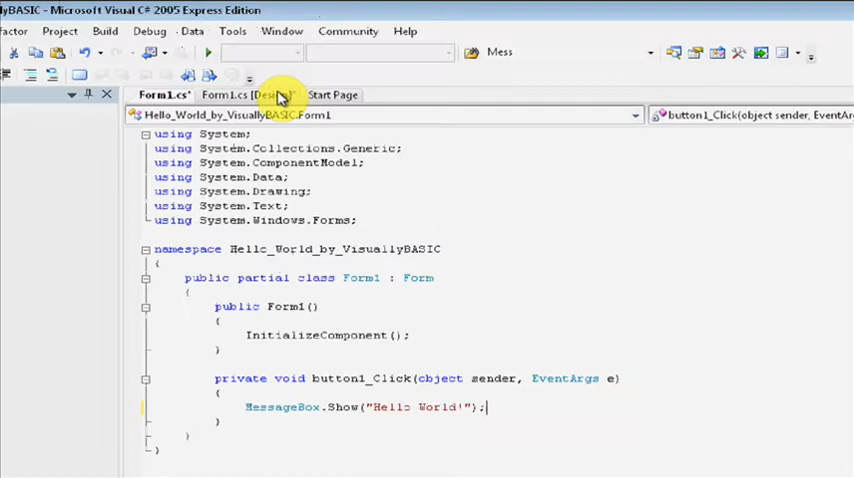 llyBASIC - Microsoft Visual C# 2005 Express Edition
factor Project Build Debug Data Tools Window Community Help
Mess
Form1.cs* Form1.cs [Design]* Start Page
Hello_World_by_VisuallyBASIC.Form1 button1_Click(object sender, EventAr
using System;
using System.Collections.Generic;
using System.ComponentModel;
using System.Data;
using System.Drawing;
using System.Text;
using System.Windows.Forms;
namespace Hello_World_by_VisuallyBASIC
{
public partial class Form1 : Form
{
public Form1()
{
InitializeComponent();
}
private void button1_Click(object sender, EventArgs e)
{
MessageBox.Show("Hello World!");
}
}
}